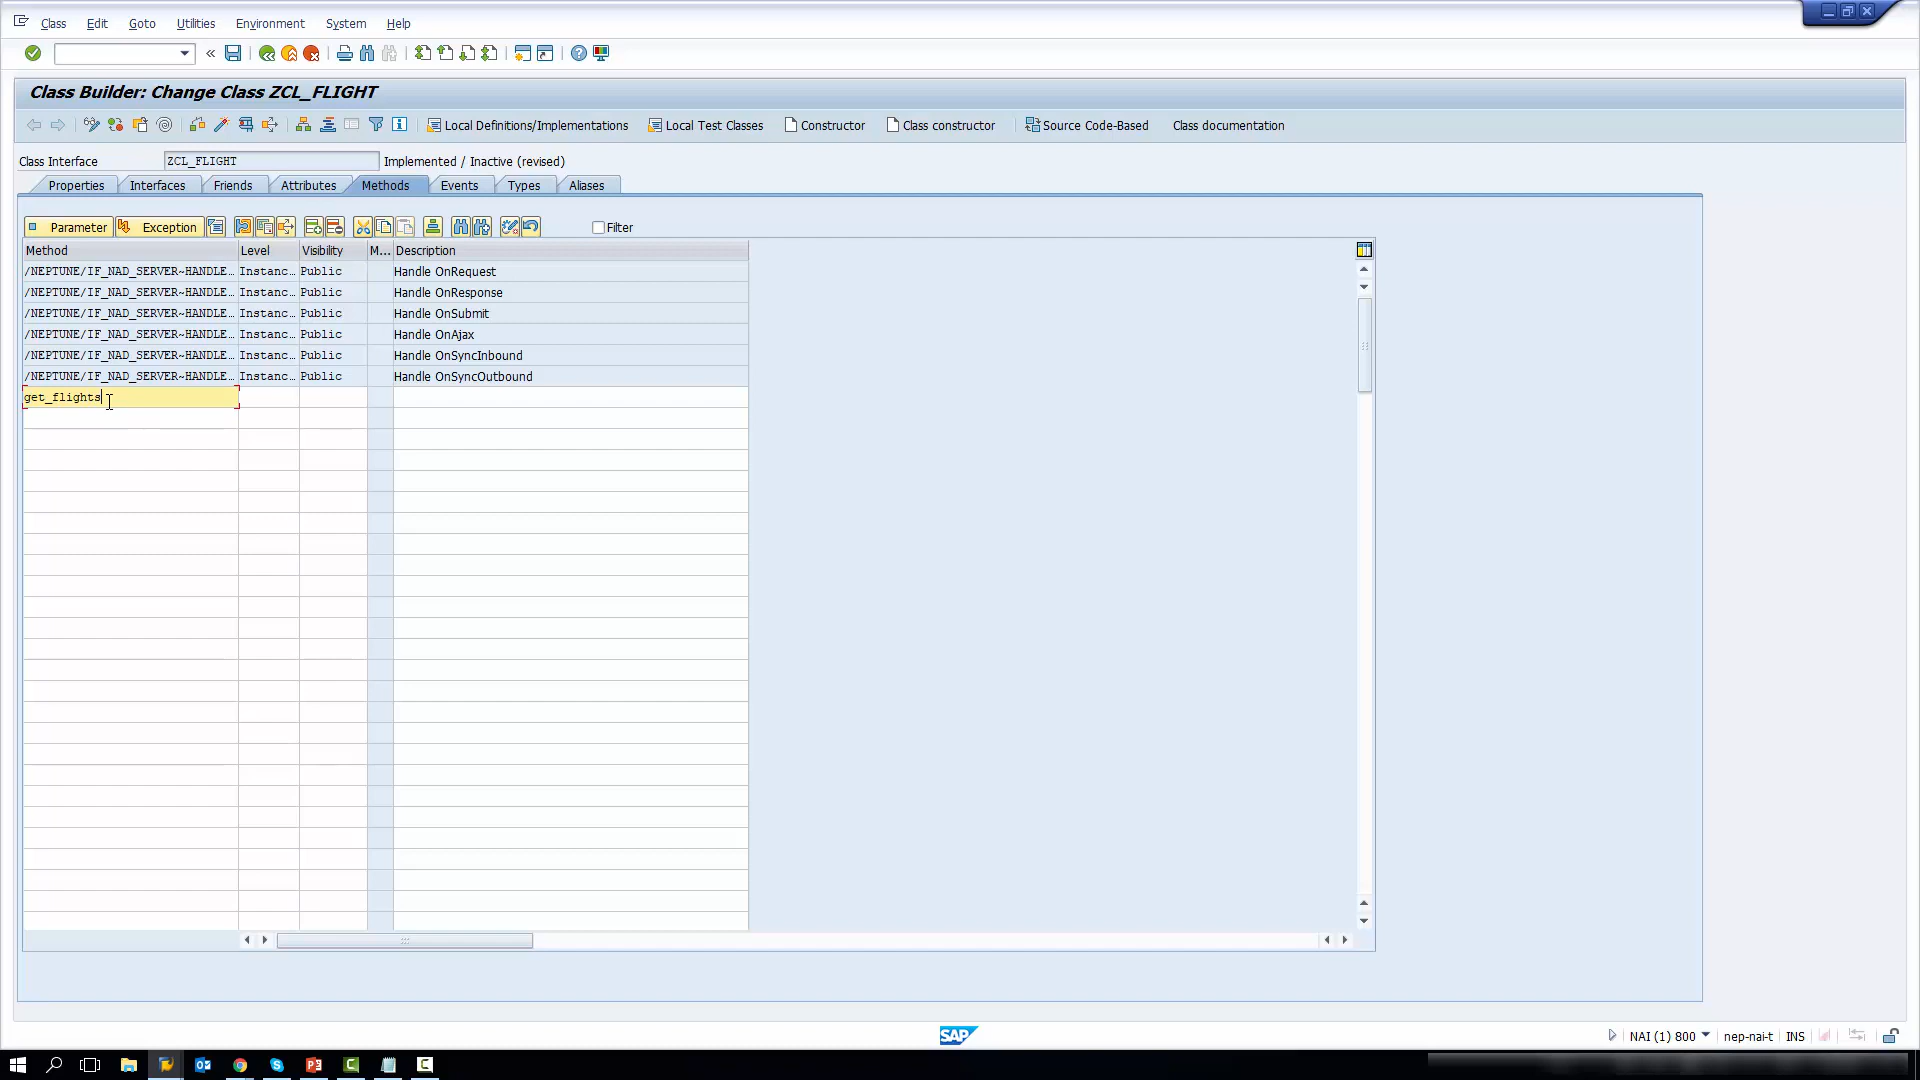 Class Edit Goto Utilities Environment System Help
Class Builder: Change Class ZCL_FLIGHT
Local Definitions/Implementations Local Test Classes Constructor Class constructor Source Code-Based Class documentation
Class Interface ZCL_FLIGHT Implemented / Inactive (revised)
Properties Interfaces Friends Attributes Methods Events Types Aliases
Parameter Exception Filter
Method Level Visibility M... Description
/NEPTUNE/IF_NAD_SERVER~HANDLE... Instanc... Public Handle OnRequest
/NEPTUNE/IF_NAD_SERVER~HANDLE... Instanc... Public Handle OnResponse
/NEPTUNE/IF_NAD_SERVER~HANDLE... Instanc... Public Handle OnSubmit
/NEPTUNE/IF_NAD_SERVER~HANDLE... Instanc... Public Handle OnAjax
/NEPTUNE/IF_NAD_SERVER~HANDLE... Instanc... Public Handle OnSyncInbound
/NEPTUNE/IF_NAD_SERVER~HANDLE... Instanc... Public Handle OnSyncOutbound
get_flights
SAP NAI (1) 800 nep-nai-t INS